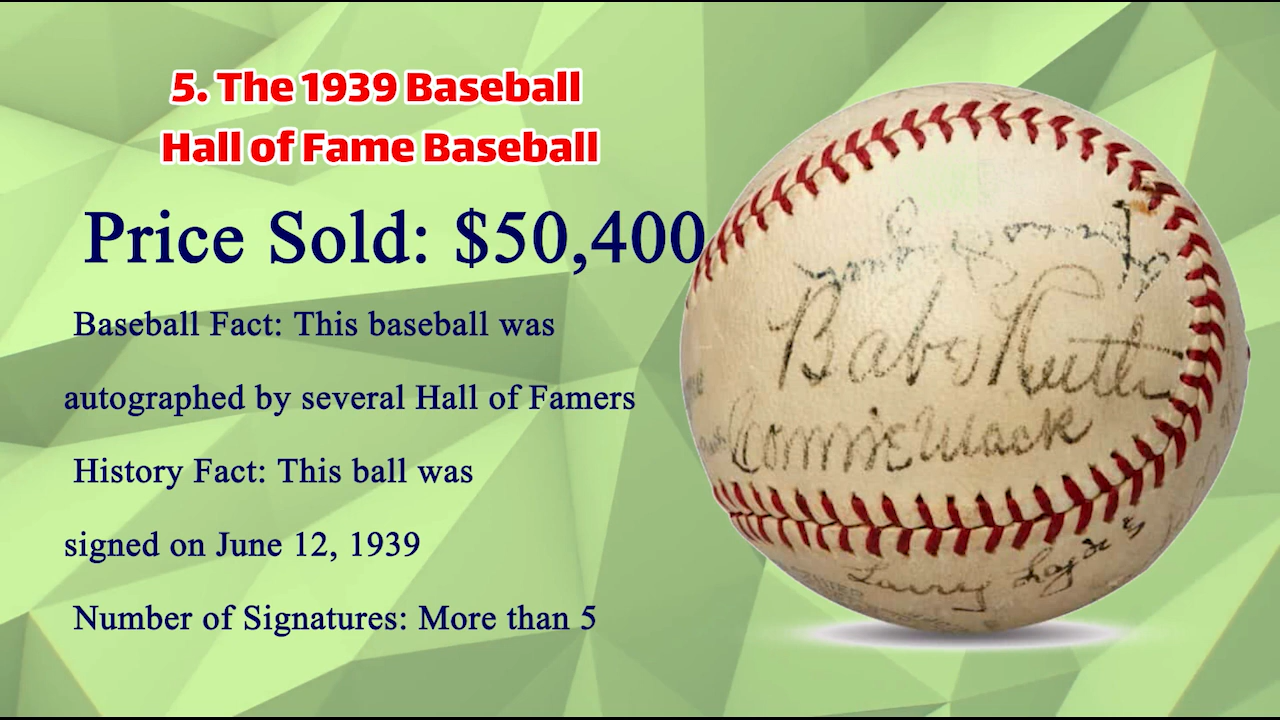 5. The 1939 Baseball
Hall of Fame Baseball
Price Sold: $50,400
Baseball Fact: This baseball was
autographed by several Hall of Famers
History Fact: This ball was
signed on June 12, 1939
Number of Signatures: More than 5
Babe Ruth
Connie Mack
Larry Lajoie